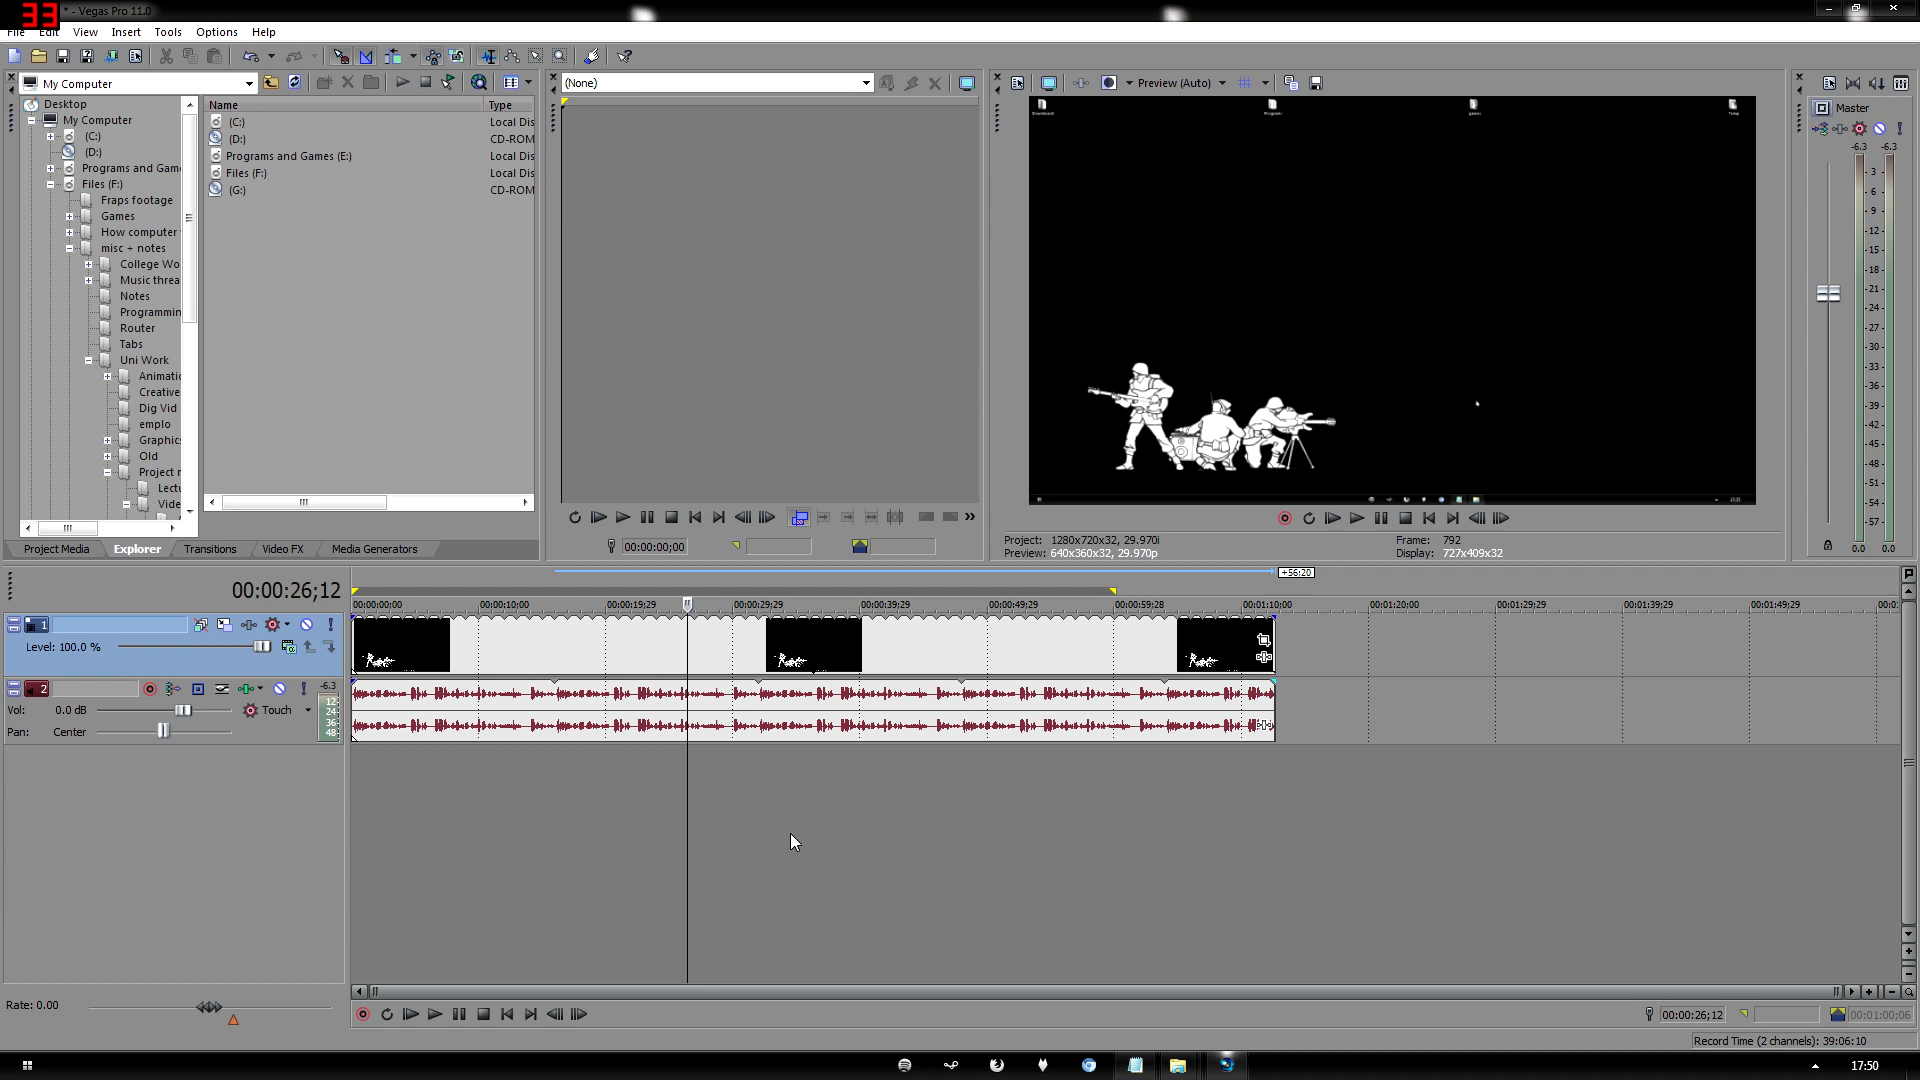 33 * - Vegas Pro 11.0
File Edit View Insert Tools Options Help
My Computer
(None)
Preview (Auto)
Desktop
My Computer
(C:)
(D:)
Programs and Game
Files (F:)
Fraps footage
Games
How computer
misc + notes
College Wo
Music threa
Notes
Programmin
Router
Tabs
Uni Work
Animatic
Creative
Dig Vid
emplo
Graphics
Old
Project r
Lectu
Vide
Name Type
(C:) Local Dis
(D:) CD-ROM
Programs and Games (E:) Local Dis
Files (F:) Local Dis
(G:) CD-ROM
Project Media Explorer Transitions Video FX Media Generators
00:00:00;00
Project: 1280x720x32, 29.970i
Preview: 640x360x32, 29.970p
Frame: 792
Display: 727x409x32
Master
-6.3 -6.3
- 3 -
- 6 -
- 9 -
-12-
-15-
-18-
-21-
-24-
-27-
-30-
-33-
-36-
-39-
-42-
-45-
-48-
-51-
-54-
-57-
0.0 0.0
00:00:26;12
+56;20
00:00:00;00 00:00:10;00 00:00:19;29 00:00:29;29 00:00:39;29 00:00:49;29 00:00:59;28 00:01:10;00 00:01:20;00 00:01:29;29 00:01:39;29 00:01:49;29 00:0
1
Level: 100.0 %
2
-6.3
12
24
36
48
Vol: 0.0 dB Touch
Pan: Center
Rate: 0.00
00:00:26;12
00:01:00;06
Record Time (2 channels): 39:06:10
17:50